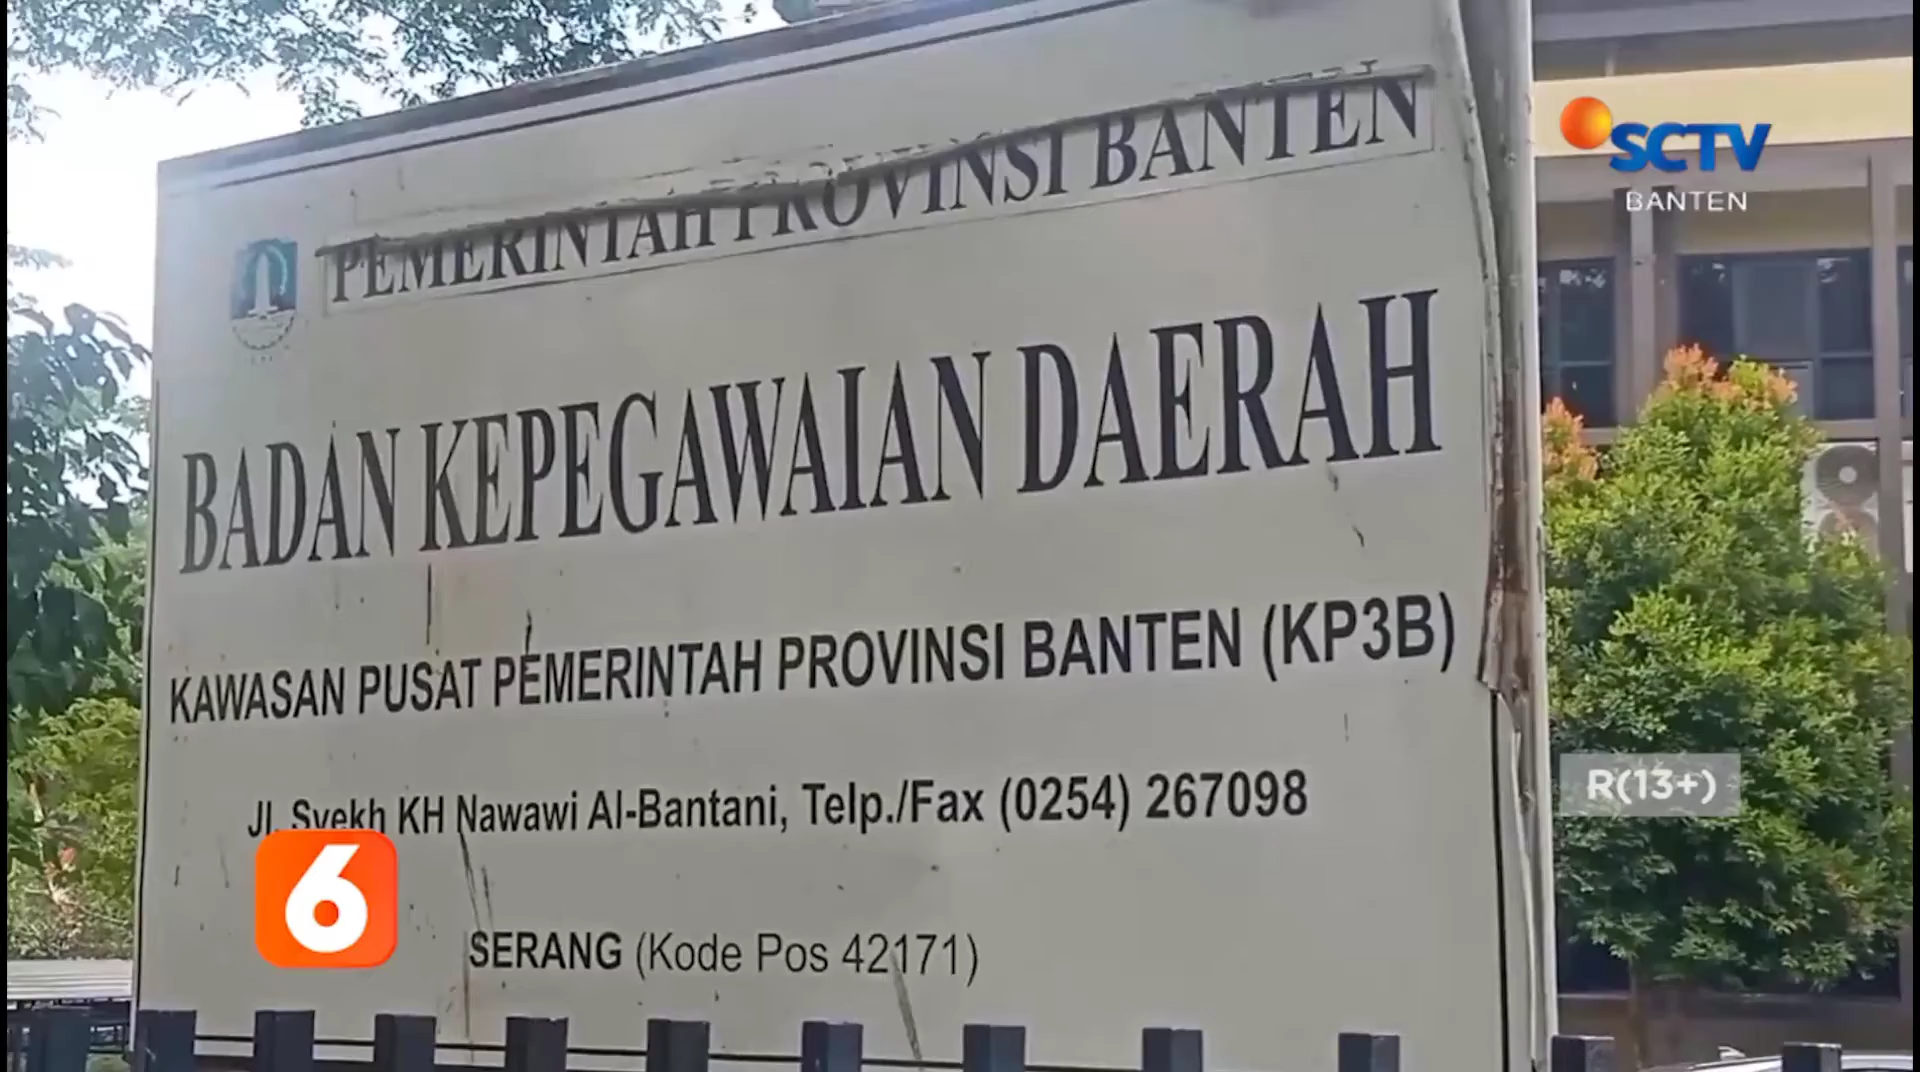 PEMERINTAH PROVINSI BANTEN
BADAN KEPEGAWAIAN DAERAH
KAWASAN PUSAT PEMERINTAH PROVINSI BANTEN (KP3B)
Jl. Syekh KH Nawawi Al-Bantani, Telp./Fax (0254) 267098
SERANG (Kode Pos 42171)
SCTV
BANTEN
R(13+)
6